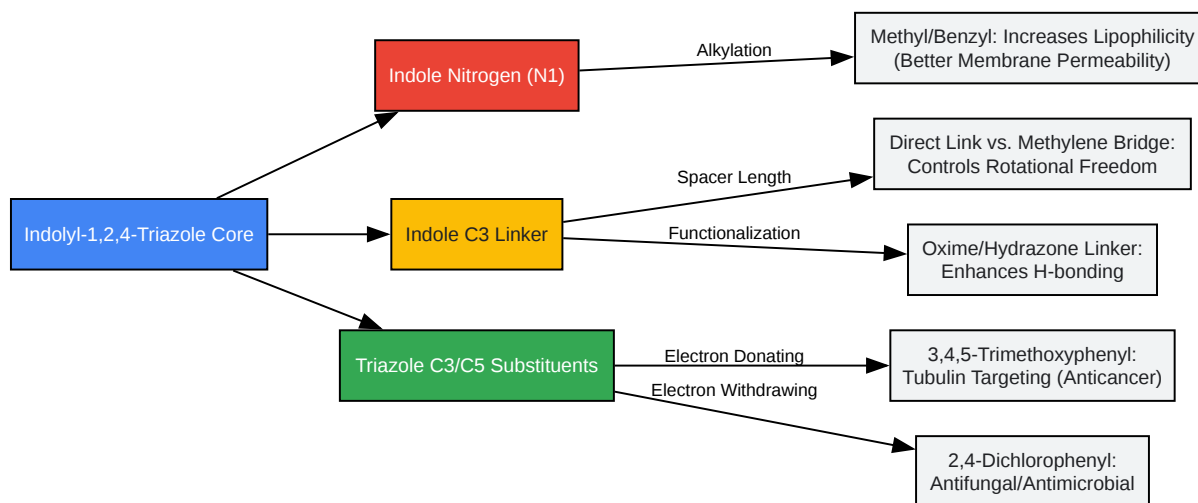 Indolyl-1,2,4-Triazole Core
Indole Nitrogen (N1)
Alkylation
Methyl/Benzyl: Increases Lipophilicity
(Better Membrane Permeability)
Indole C3 Linker
Spacer Length
Direct Link vs. Methylene Bridge:
Controls Rotational Freedom
Functionalization
Oxime/Hydrazone Linker:
Enhances H-bonding
Triazole C3/C5 Substituents
Electron Donating
3,4,5-Trimethoxyphenyl:
Tubulin Targeting (Anticancer)
Electron Withdrawing
2,4-Dichlorophenyl:
Antifungal/Antimicrobial